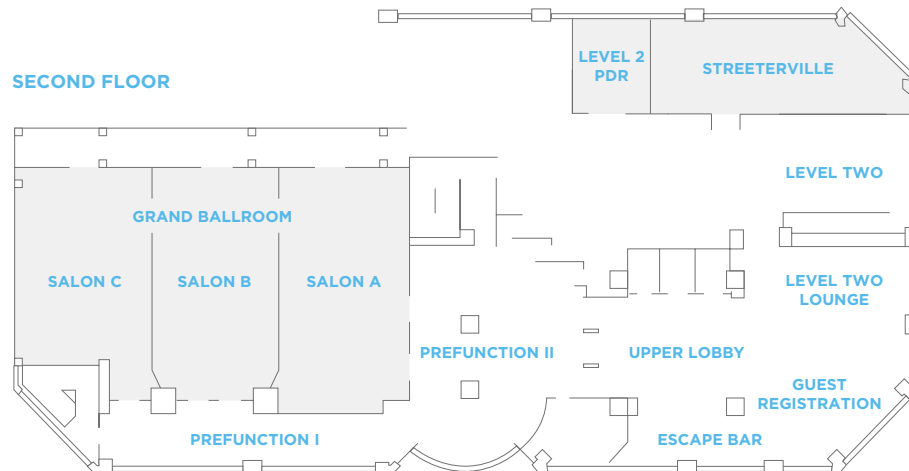 LEVEL 2
PDR
STREETERVILLE
SECOND FLOOR
LEVEL TWO
GRAND BALLROOM
SALON C
SALON B
SALON A
LEVEL TWO
LOUNGE
PREFUNCTION II
UPPER LOBBY
GUEST
REGISTRATION
PREFUNCTION I
ESCAPE BAR